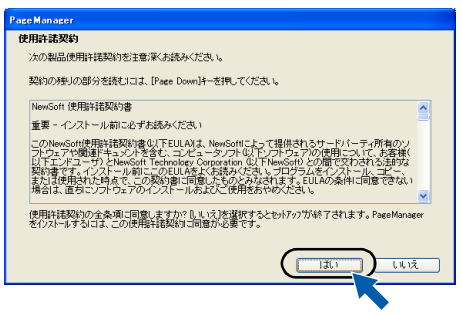 PageManager
使用許諾契約
次の製品使用許諾契約を注意深くお読みください。
契約の残りの部分を読むには、[Page Down]キーを押してください。
NewSoft 使用許諾契約書
重要 - インストール前に必ずお読みください
このNewSoft使用許諾契約書(以下EULA)は、NewSoftによって提供されるサードパーティ所有のソ
フトウェアや関連ドキュメントを含む、コンピュータソフト(以下ソフトウェア)の使用について、お客様(
以下エンドユーザ)とNewSoft Technology Corporation (以下NewSoft) との間で交わされる法的な
契約書です。インストール前にこのEULAをよくお読みください。プログラムをインストール、コピー、
または使用された時点で、この契約書に同意したものとみなされます。EULAの条件に同意できない
場合は、直ちにソフトウェアのインストールおよびご使用をおやめください。
使用許諾契約の全条項に同意しますか? [いいえ]を選択するとセットアップが終了されます。PageManager
をインストールするには、この使用許諾契約に同意が必要です。
はい
いいえ